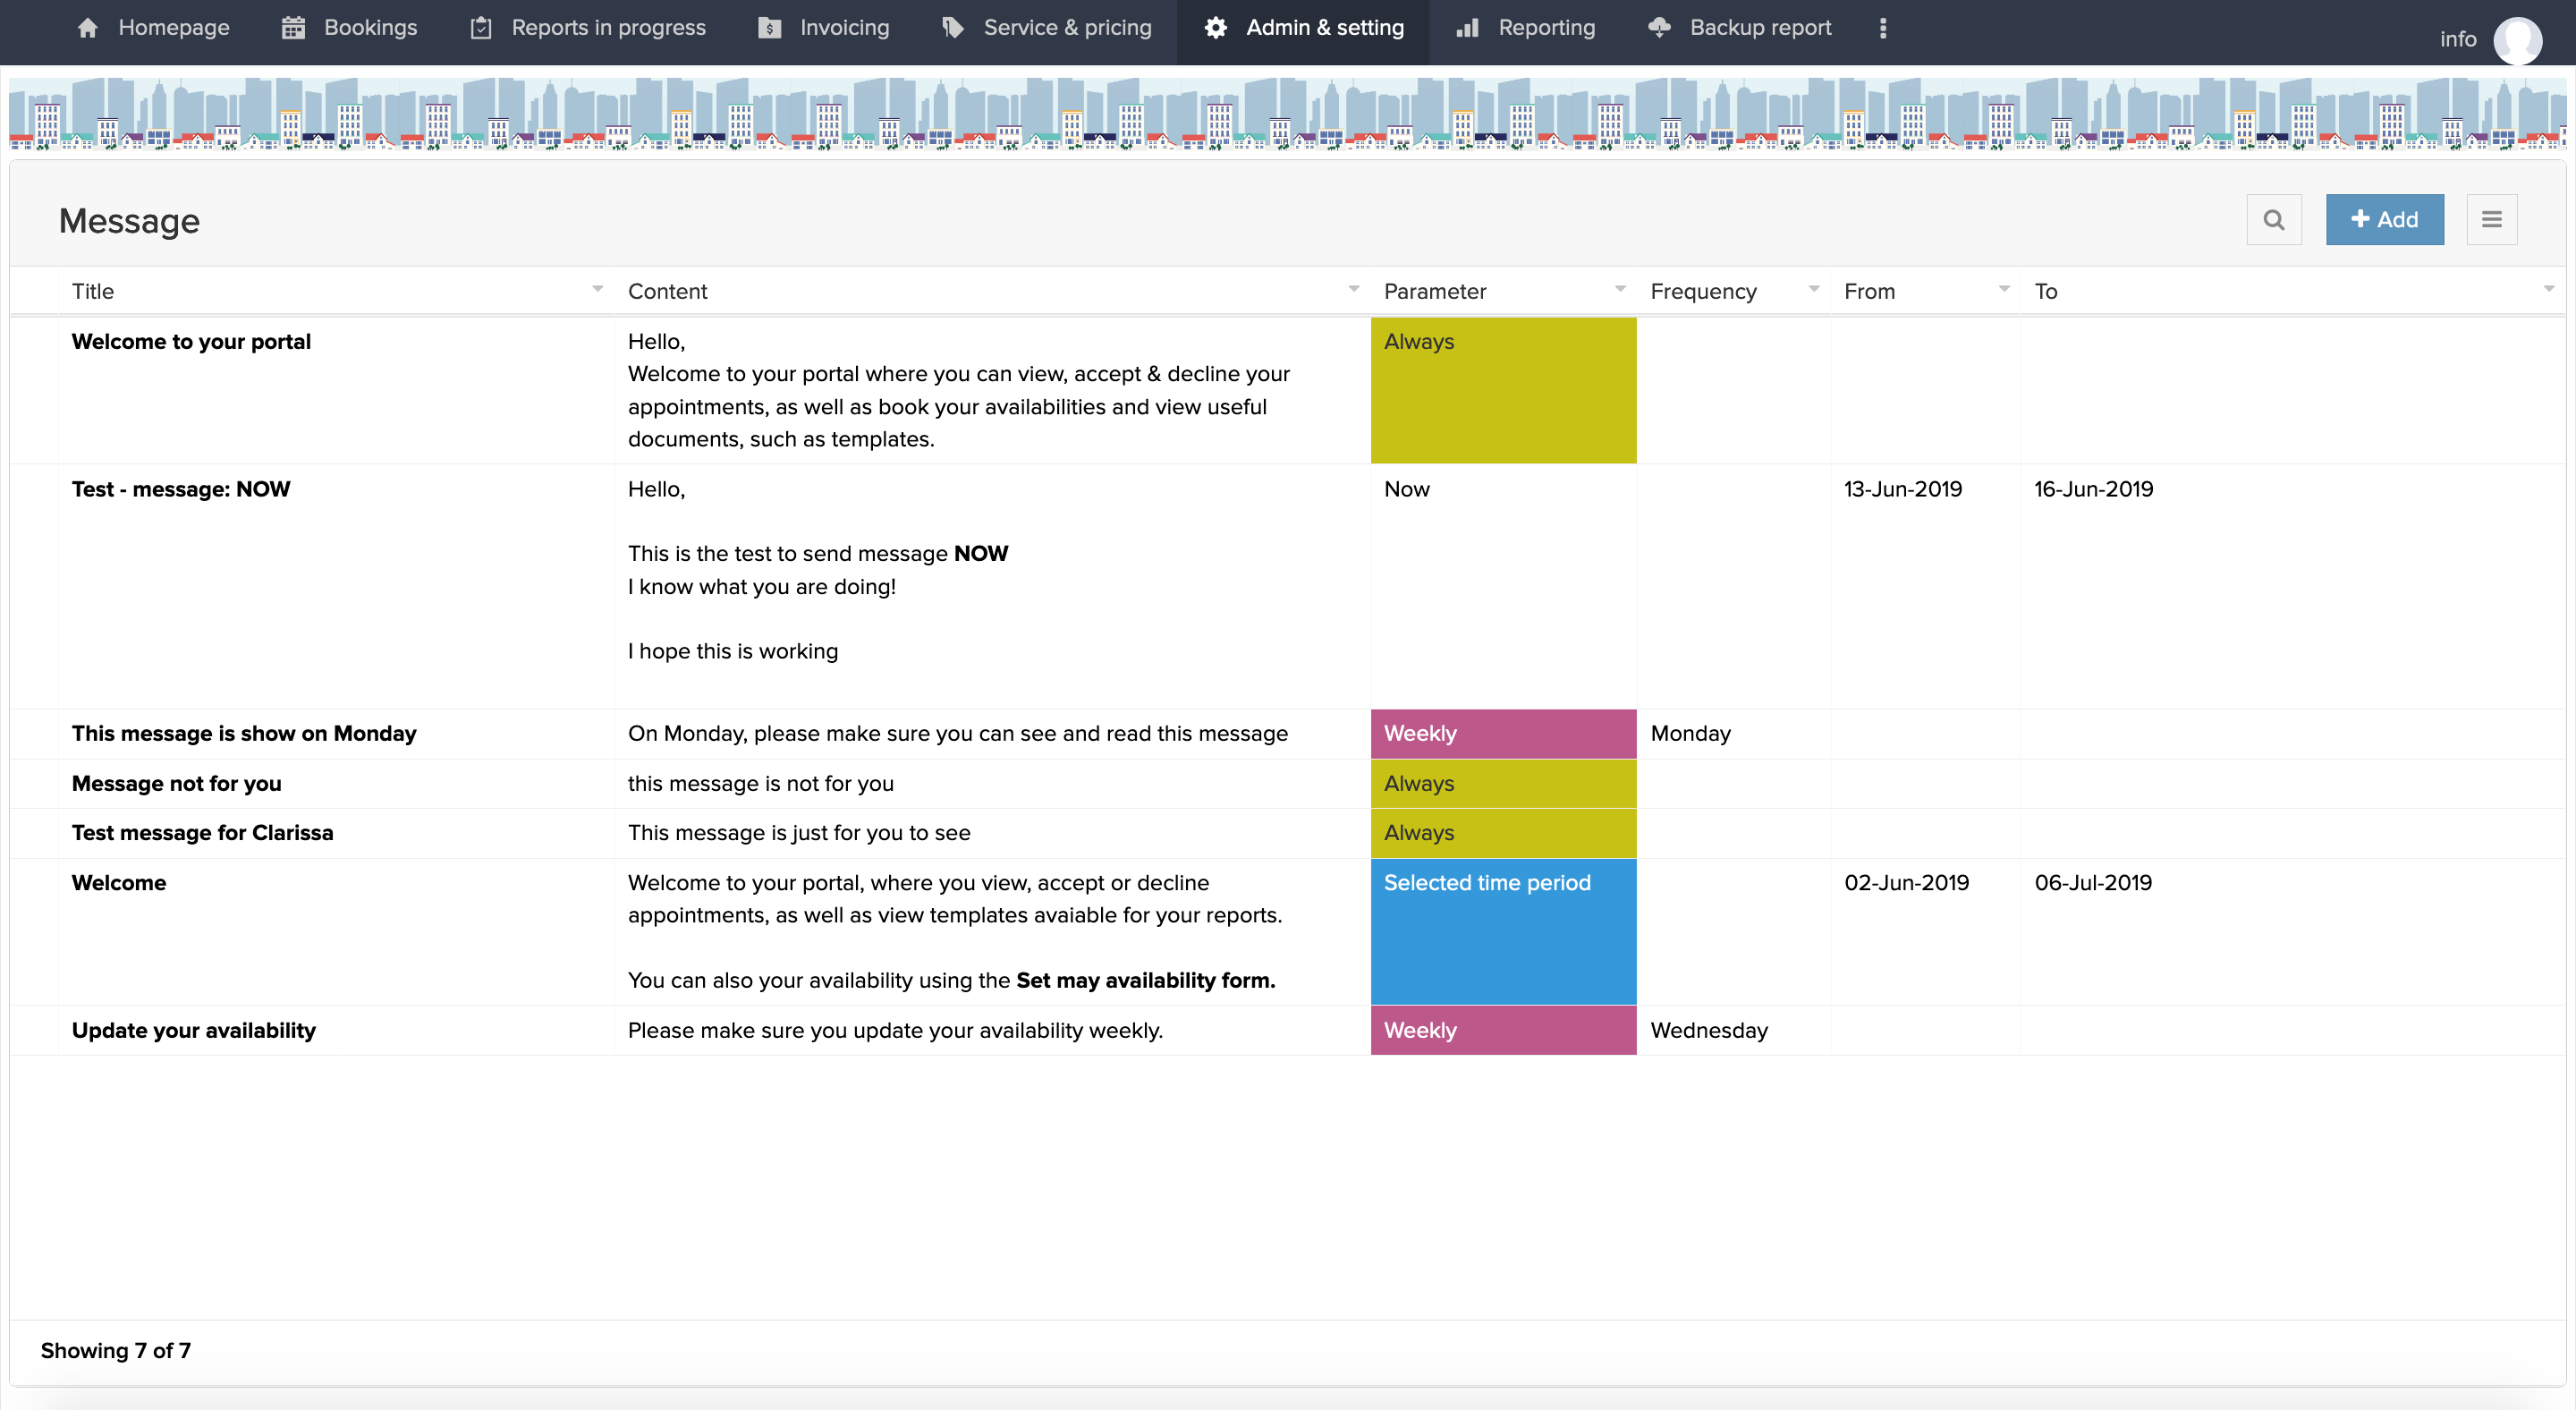 Homepage Bookings Reports in progress Invoicing Service & pricing Admin & setting Reporting Backup report info
Message
Add
Title Content Parameter Frequency From To
Welcome to your portal Hello, Always
Welcome to your portal where you can view, accept & decline your
appointments, as well as book your availabilities and view useful
documents, such as templates.
Test - message: NOW Hello, Now 13-Jun-2019 16-Jun-2019
This is the test to send message NOW
I know what you are doing!
I hope this is working
This message is show on Monday On Monday, please make sure you can see and read this message Weekly Monday
Message not for you this message is not for you Always
Test message for Clarissa This message is just for you to see Always
Welcome Welcome to your portal, where you view, accept or decline Selected time period 02-Jun-2019 06-Jul-2019
appointments, as well as view templates avaiable for your reports.
You can also your availability using the Set may availability form.
Update your availability Please make sure you update your availability weekly. Weekly Wednesday
Showing 7 of 7